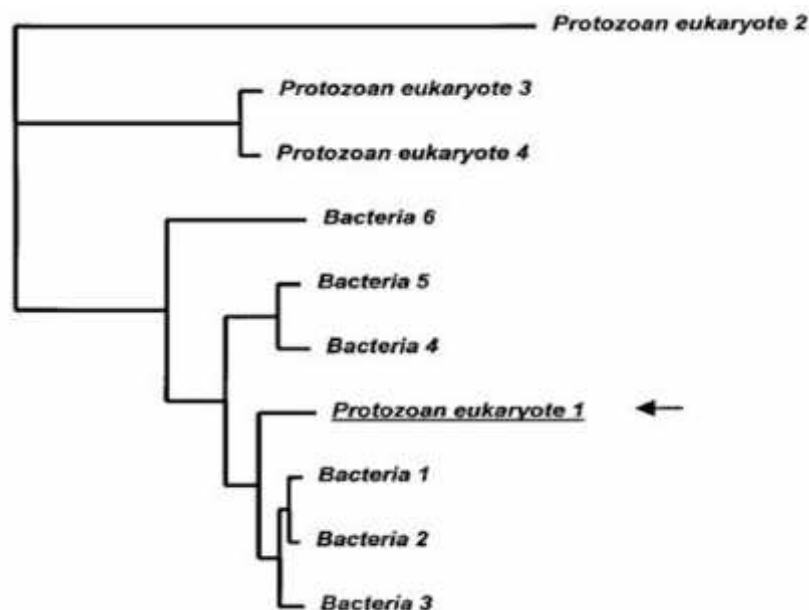 Protozoan eukaryote 2
Protozoan eukaryote 3
Protozoan eukaryote 4
Bacteria 6
Bacteria 5
Bacteria 4
Protozoan eukaryote 1
Bacteria 1
Bacteria 2
Bacteria 3